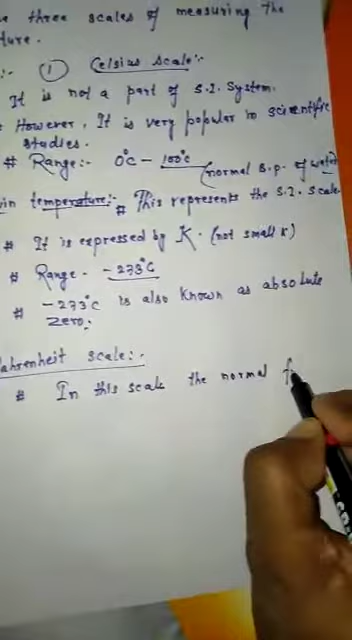 three scales of measuring the
ture.
:- ① Celsius Scale:-
It is not a part of S.I. System.
However, It is very popular in scientific
studies.
# Range:- 0°C - 100°C
(normal B.P. of water
in temperature:- # This represents the S.I. scale
# It is expressed by K. (not small k)
# Range - -273°C
# -273°C is also known as absolute
zero.
ahrenheit scale:-
# In this scale the normal f